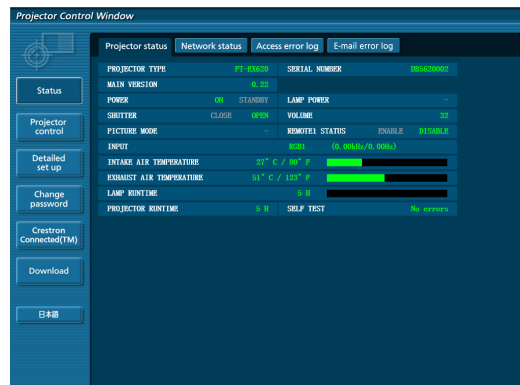 Projector Control Window
Projector status Network status Access error log E-mail error log
Status
Projector control
Detailed set up
Change password
Crestron Connected(TM)
Download
日本語
PROJECTOR TYPE PT-EX620 SERIAL NUMBER DB5620002
MAIN VERSION 0.22
POWER ON STANDBY LAMP POWER -
SHUTTER CLOSE OPEN VOLUME 32
PICTURE MODE - REMOTE1 STATUS ENABLE DISABLE
INPUT RGB1 (0.00kHz/0.00Hz)
INTAKE AIR TEMPERATURE 27° C / 80° F
EXHAUST AIR TEMPERATURE 51° C / 123° F
LAMP RUNTIME 5 H
PROJECTOR RUNTIME 5 H SELF TEST No errors